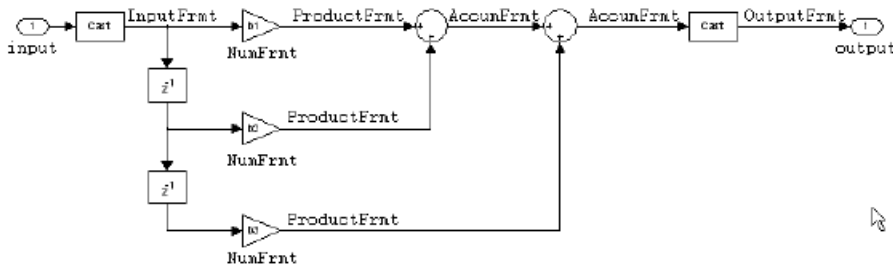 1
Cast
InputFrmt
b1
ProductFrmt
AccumFrmt
AccumFrmt
Cast
OutputFrmt
1
input
NumFrmt
output
z-1
b2
ProductFrmt
NumFrmt
z-1
b3
ProductFrmt
NumFrmt